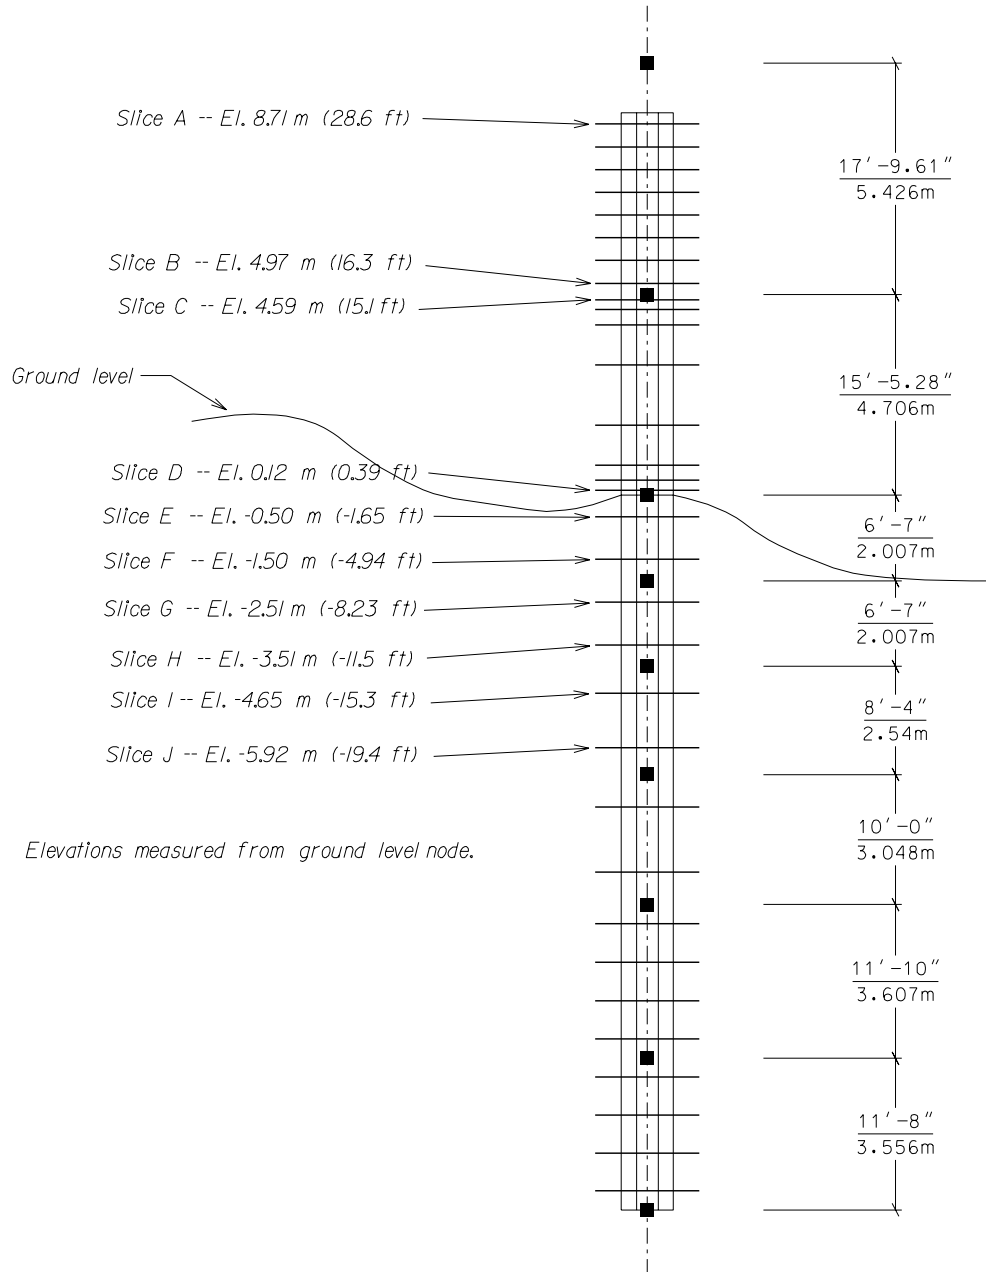 Slice A -- El. 8.71 m (28.6 ft)
17'-9.61"
5.426m
Slice B -- El. 4.97 m (16.3 ft)
Slice C -- El. 4.59 m (15.1 ft)
Ground level
15'-5.28"
4.706m
Slice D -- El. 0.12 m (0.39 ft)
Slice E -- El. -0.50 m (-1.65 ft)
6'-7"
2.007m
Slice F -- El. -1.50 m (-4.94 ft)
Slice G -- El. -2.51 m (-8.23 ft)
6'-7"
2.007m
Slice H -- El. -3.51 m (-11.5 ft)
Slice I -- El. -4.65 m (-15.3 ft)
8'-4"
2.54m
Slice J -- El. -5.92 m (-19.4 ft)
10'-0"
3.048m
Elevations measured from ground level node.
11'-10"
3.607m
11'-8"
3.556m